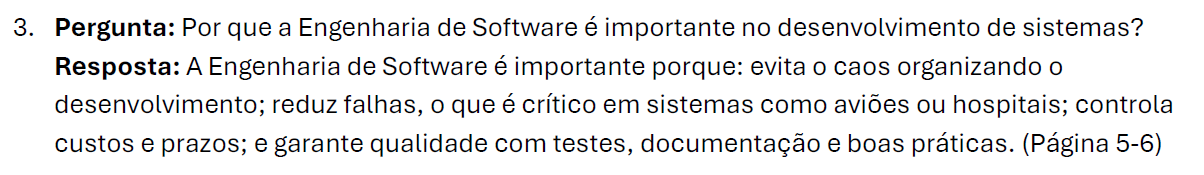 3. Pergunta: Por que a Engenharia de Software é importante no desenvolvimento de sistemas?
Resposta: A Engenharia de Software é importante porque: evita o caos organizando o
desenvolvimento; reduz falhas, o que é crítico em sistemas como aviões ou hospitais; controla
custos e prazos; e garante qualidade com testes, documentação e boas práticas. (Página 5-6)